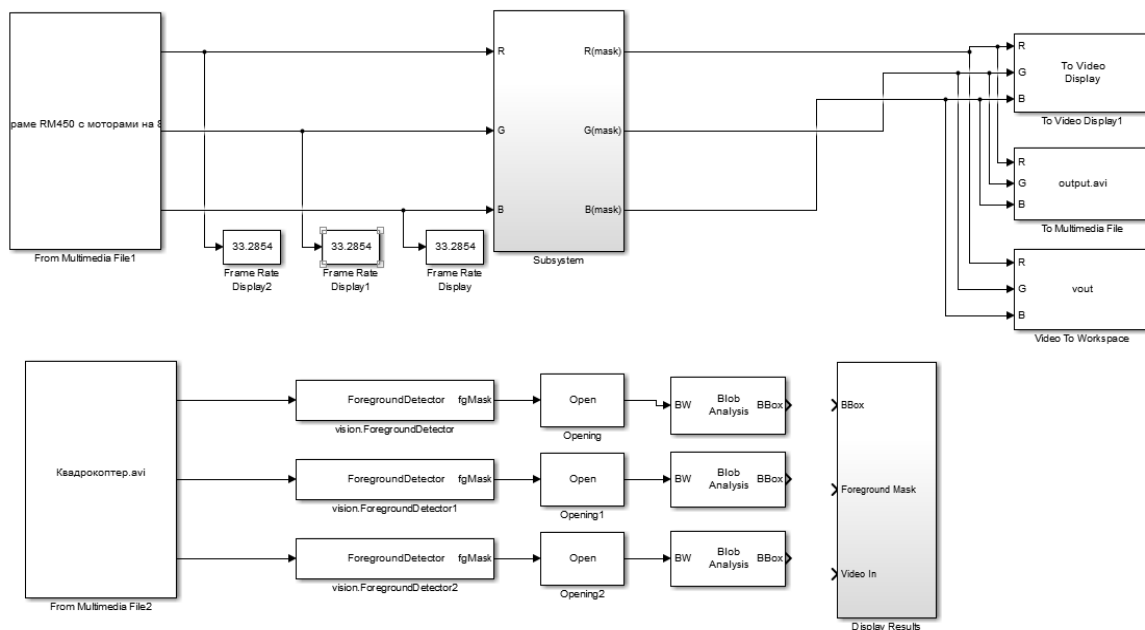 R
R(mask)
R
To Video
Display
G
B
To Video Display1
раме RM450 с моторами на 8
G
G(mask)
R
output.avi
G
B
To Multimedia File
B
B(mask)
33.2854
33.2854
33.2854
From Multimedia File1
Frame Rate
Display2
Frame Rate
Display1
Frame Rate
Display
Subsystem
R
G
vout
B
Video To Workspace
Квадрокоптер.avi
From Multimedia File2
ForegroundDetector fgMask
vision.ForegroundDetector
Open
Opening
BW Blob
Analysis BBox
ForegroundDetector fgMask
vision.ForegroundDetector1
Open
Opening1
BW Blob
Analysis BBox
ForegroundDetector fgMask
vision.ForegroundDetector2
Open
Opening2
BW Blob
Analysis BBox
BBox
Foreground Mask
Video In
Display Results